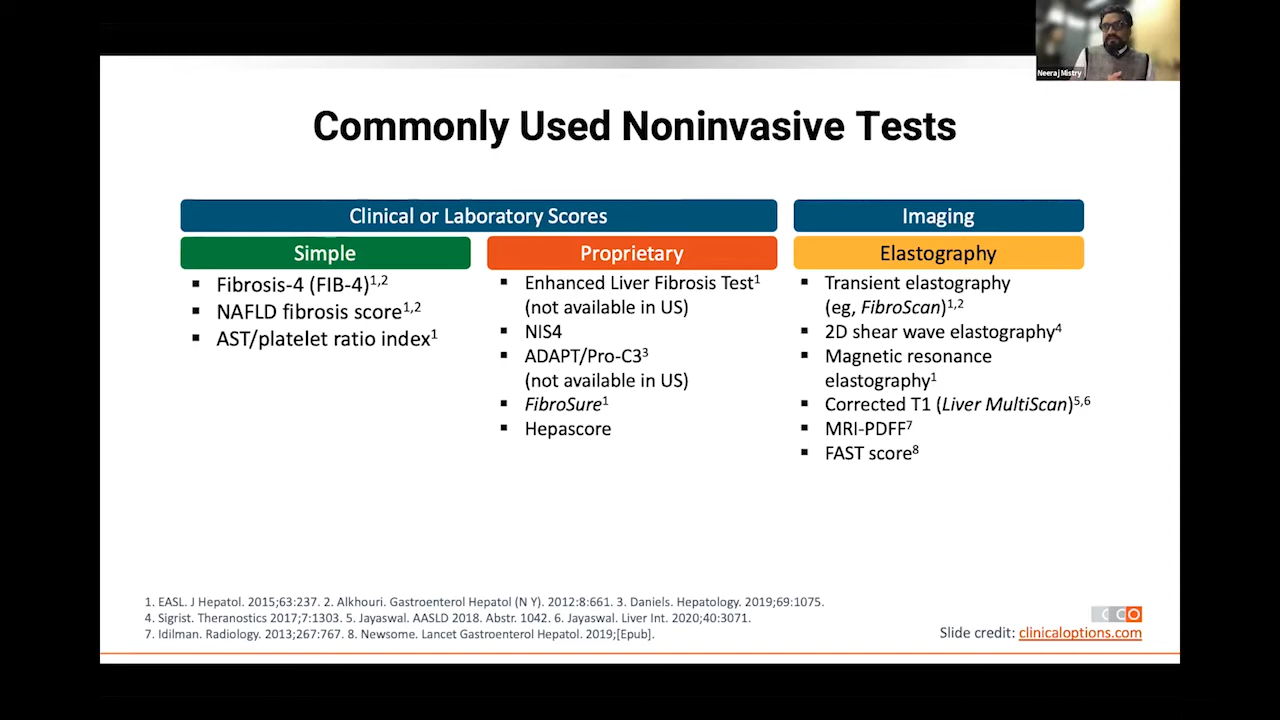 Neeraj Mistry
Commonly Used Noninvasive Tests
Clinical or Laboratory Scores
Simple
▪ Fibrosis-4 (FIB-4)1,2
▪ NAFLD fibrosis score1,2
▪ AST/platelet ratio index1
Proprietary
▪ Enhanced Liver Fibrosis Test1
(not available in US)
▪ NIS4
▪ ADAPT/Pro-C33
(not available in US)
▪ FibroSure1
▪ Hepascore
Imaging
Elastography
▪ Transient elastography
(eg, FibroScan)1,2
▪ 2D shear wave elastography4
▪ Magnetic resonance
elastography1
▪ Corrected T1 (Liver MultiScan)5,6
▪ MRI-PDFF7
▪ FAST score8
1. EASL. J Hepatol. 2015;63:237. 2. Alkhouri. Gastroenterol Hepatol (N Y). 2012:8:661. 3. Daniels. Hepatology. 2019;69:1075.
4. Sigrist. Theranostics 2017;7:1303. 5. Jayaswal. AASLD 2018. Abstr. 1042. 6. Jayaswal. Liver Int. 2020;40:3071.
7. Idilman. Radiology. 2013;267:767. 8. Newsome. Lancet Gastroenterol Hepatol. 2019;[Epub].
CCO
Slide credit: clinicaloptions.com